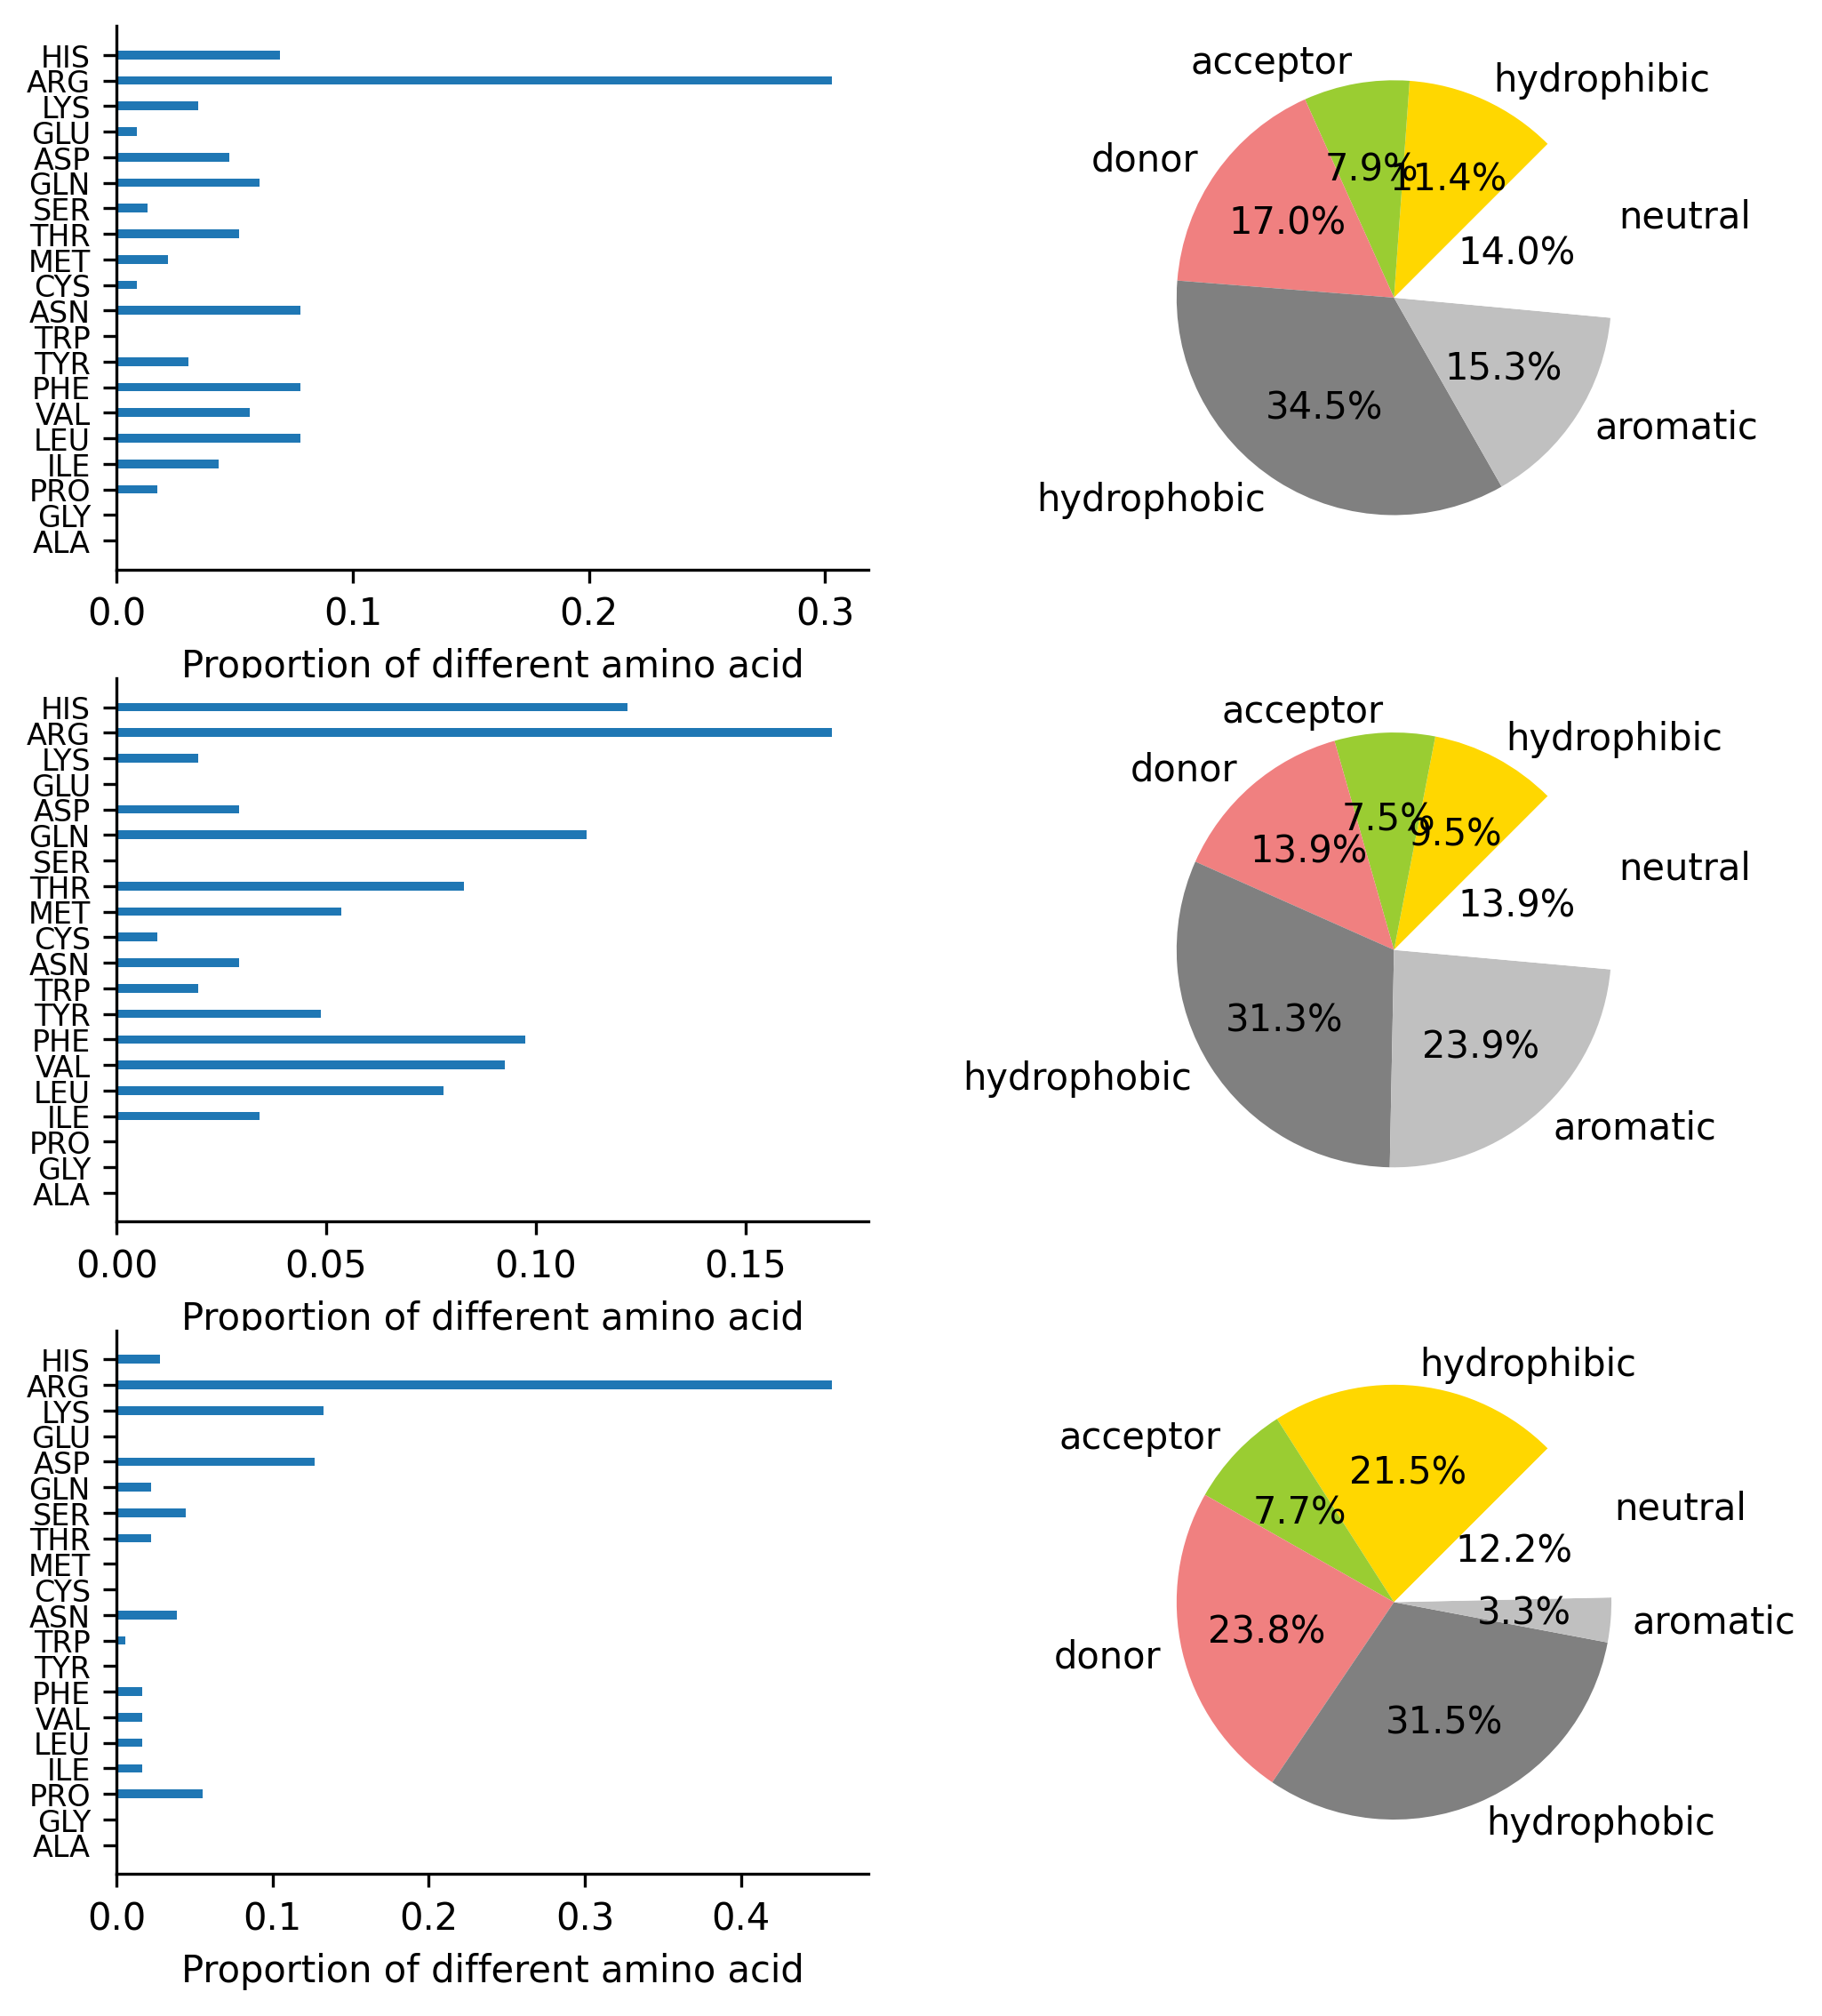 HIS
ARG
LYS
GLU
ASP
GLN
SER
THR
MET
CYS
ASN
TRP
TYR
PHE
VAL
LEU
ILE
PRO
GLY
ALA
0.0 0.1 0.2 0.3
Proportion of different amino acid
acceptor
hydrophibic
donor
neutral
7.9%
11.4%
17.0%
14.0%
15.3%
34.5%
aromatic
hydrophobic
HIS
ARG
LYS
GLU
ASP
GLN
SER
THR
MET
CYS
ASN
TRP
TYR
PHE
VAL
LEU
ILE
PRO
GLY
ALA
0.00 0.05 0.10 0.15
Proportion of different amino acid
acceptor
hydrophibic
donor
neutral
7.5%
9.5%
13.9%
13.9%
31.3%
23.9%
hydrophobic
aromatic
HIS
ARG
LYS
GLU
ASP
GLN
SER
THR
MET
CYS
ASN
TRP
TYR
PHE
VAL
LEU
ILE
PRO
GLY
ALA
0.0 0.1 0.2 0.3 0.4
Proportion of different amino acid
hydrophibic
acceptor
21.5%
neutral
7.7%
12.2%
3.3%
aromatic
23.8%
donor
31.5%
hydrophobic